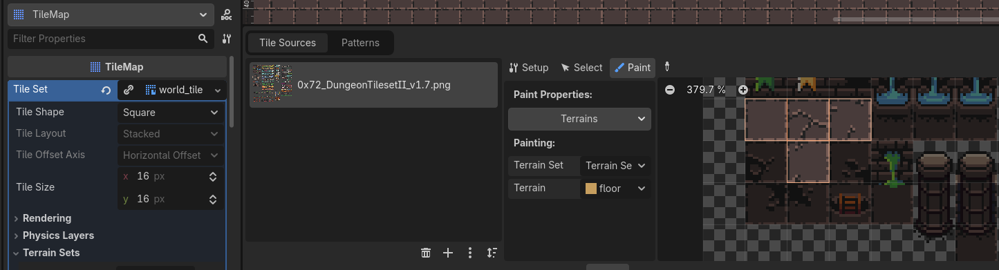 TileMap
Filter Properties
TileMap
Tile Set world_tile
Tile Shape Square
Tile Layout Stacked
Tile Offset Axis Horizontal Offset
Tile Size x 16 px
y 16 px
Rendering
Physics Layers
Terrain Sets
40
Tile Sources Patterns
0x72_DungeonTilesetII_v1.7.png
Setup Select Paint
Paint Properties:
Terrains
Painting:
Terrain Set Terrain Se
Terrain floor
379.7 %